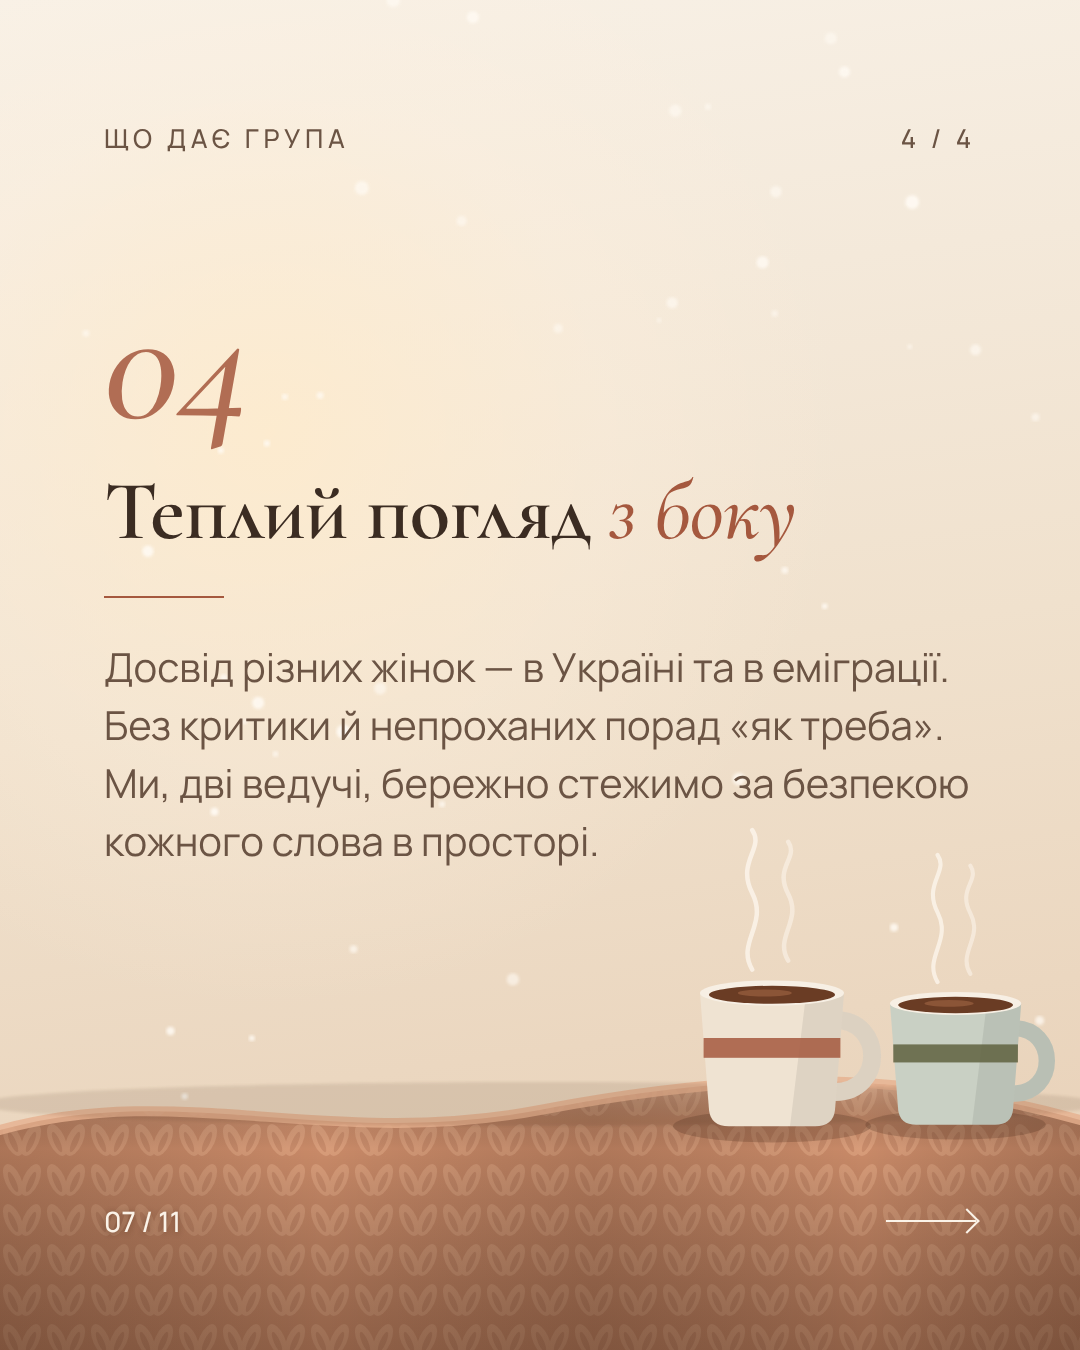 ЩО ДАЄ ГРУПА
4 / 4
04
Теплий погляд з боку
Досвід різних жінок — в Україні та в еміграції.
Без критики й непроханих порад «як треба».
Ми, дві ведучі, бережно стежимо за безпекою
кожного слова в просторі.
07 / 11